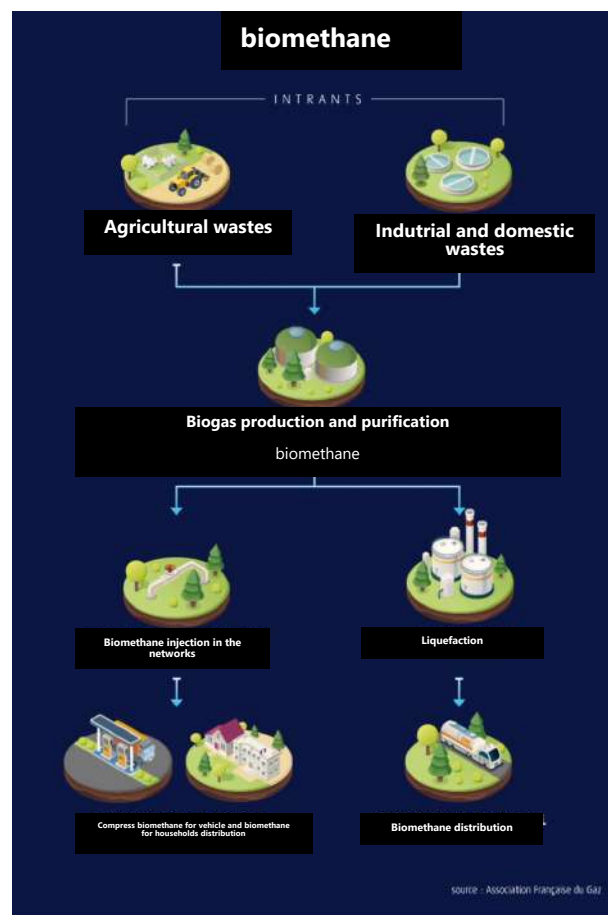 biomethane
INTRANTS
Agricultural wastes
Indutrial and domestic
wastes
Biogas production and purification
biomethane
Biomethane injection in the
networks
Liquefaction
Compress biomethane for vehicle and biomethane
for households distribution
Biomethane distribution
source : Association Française du Gaz